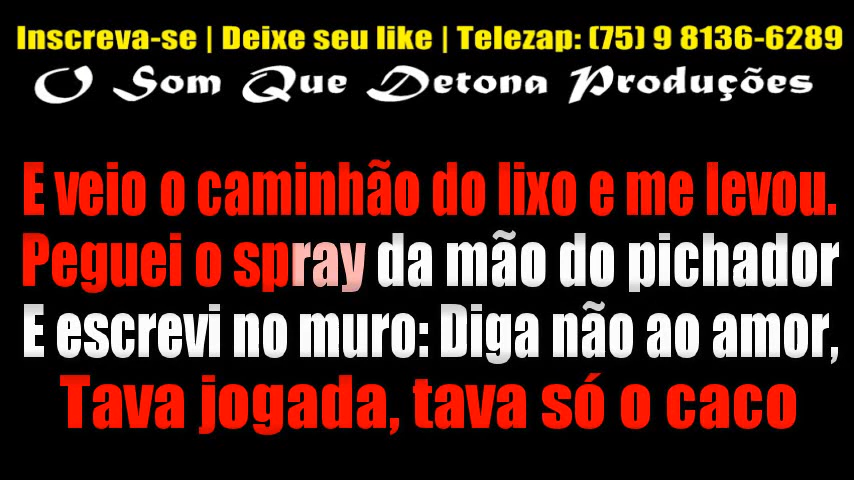 Inscreva-se | Deixe seu like | Telezap: (75) 9 8136-6289
O Som Que Detona Produções
E veio o caminhão do lixo e me levou.
Peguei o spray da mão do pichador
E escrevi no muro: Diga não ao amor,
Tava jogada, tava só o caco